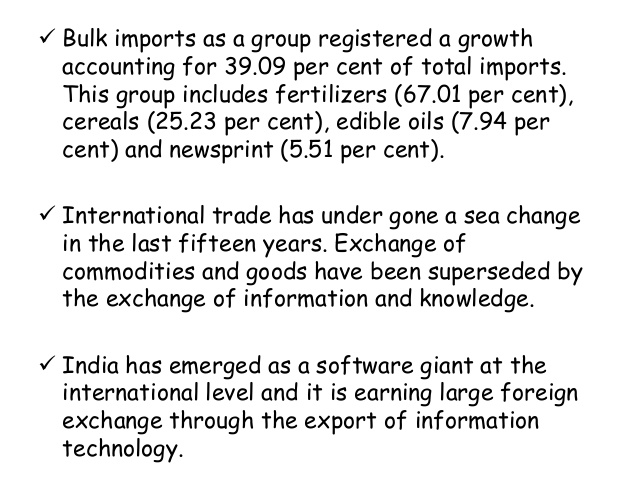 ✓ Bulk imports as a group registered a growth
accounting for 39.09 per cent of total imports.
This group includes fertilizers (67.01 per cent),
cereals (25.23 per cent), edible oils (7.94 per
cent) and newsprint (5.51 per cent).
✓ International trade has under gone a sea change
in the last fifteen years. Exchange of
commodities and goods have been superseded by
the exchange of information and knowledge.
✓ India has emerged as a software giant at the
international level and it is earning large foreign
exchange through the export of information
technology.